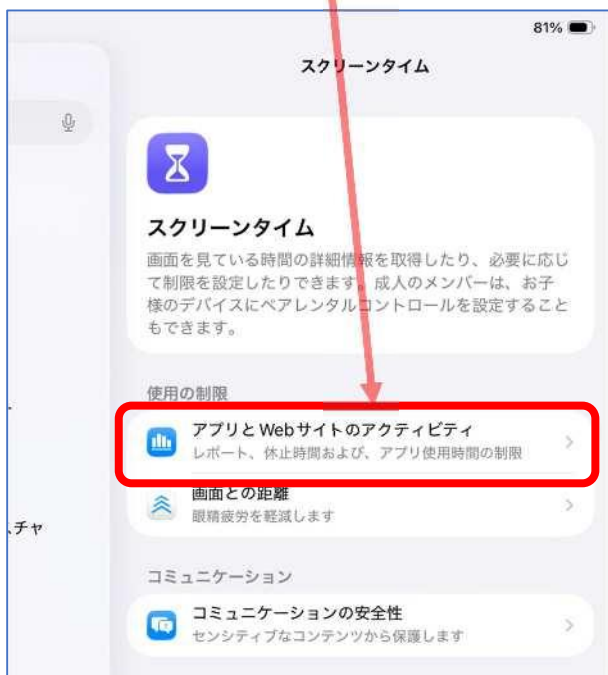 81%
スクリーンタイム
スクリーンタイム
画面を見ている時間の詳細情報を取得したり、必要に応じ
て制限を設定したりできます。成人のメンバーは、お子
様のデバイスにペアレンタルコントロールを設定すること
もできます。
使用の制限
アプリとWebサイトのアクティビティ
レポート、休止時間および、アプリ使用時間の制限
画面との距離
眼精疲労を軽減します
、チャ
コミュニケーション
コミュニケーションの安全性
センシティブなコンテンツから保護します